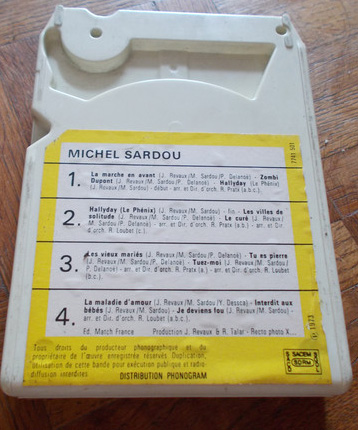 MICHEL SARDOU
1. La marche en avant (J. Revaux/M. Sardou/P. Delanoë) - Zombi
Dupont (J. Revaux/M. Sardou/P. Delanoë) - Hallyday (Le Phénix)
(J. Revaux/M. Sardou) - début - arr. et Dir. d'orch. R. Pratx (a.b.c.).
2. Hallyday (Le Phénix) (J. Revaux/M. Sardou) - fin - Les villes de
solitude (J. Revaux/M. Sardou/P. Delanoë) - Le curé (J. Revaux/
M. Sardou/P. Delanoë) - arr. et Dir. d'orch. R. Pratx (a.b.) - arr. et Dir.
d'orch. R. Loubet (c.).
3. Les vieux mariés (J. Revaux/M. Sardou/P. Delanoë) - Tu es pierre
(J. Revaux/M. Sardou/P. Delanoë) - Tuez-moi (J. Revaux/M. Sardou/
P. Delanoë) - arr. et Dir. d'orch. R. Pratx (a.) - arr. et Dir. d'orch. R. Loubet
(b.c.).
4. La maladie d'amour (J. Revaux/M. Sardou/Y. Dessca) - Interdit aux
bébés (J. Revaux/M. Sardou) - Je deviens fou (J. Revaux/M. Sardou) -
arr. et Dir. d'orch. R. Loubet (a.b.c.)
Ed. March France Production J. Revaux & R. Talar - Recto photo X...
Tous droits du producteur phonographique et du
propriétaire de l'œuvre enregistrée réservés. Duplication,
utilisation de cette bande pour exécution publique et radio-
diffusion interdites.
DISTRIBUTION PHONOGRAM
SACEM
SDRM
℗ 1973